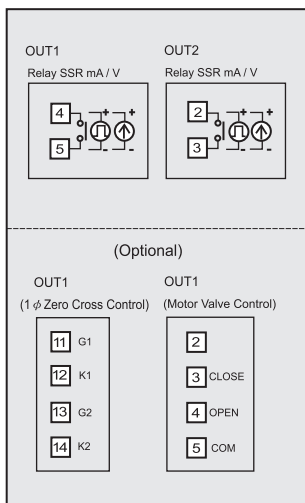 OUT1 OUT2
Relay SSR mA / V Relay SSR mA / V
4 + + 2 + +
5 - - 3 - -
(Optional)
OUT1 OUT1
(1 ϕ Zero Cross Control) (Motor Valve Control)
11 G1 2
12 K1 3 CLOSE
13 G2 4 OPEN
14 K2 5 COM